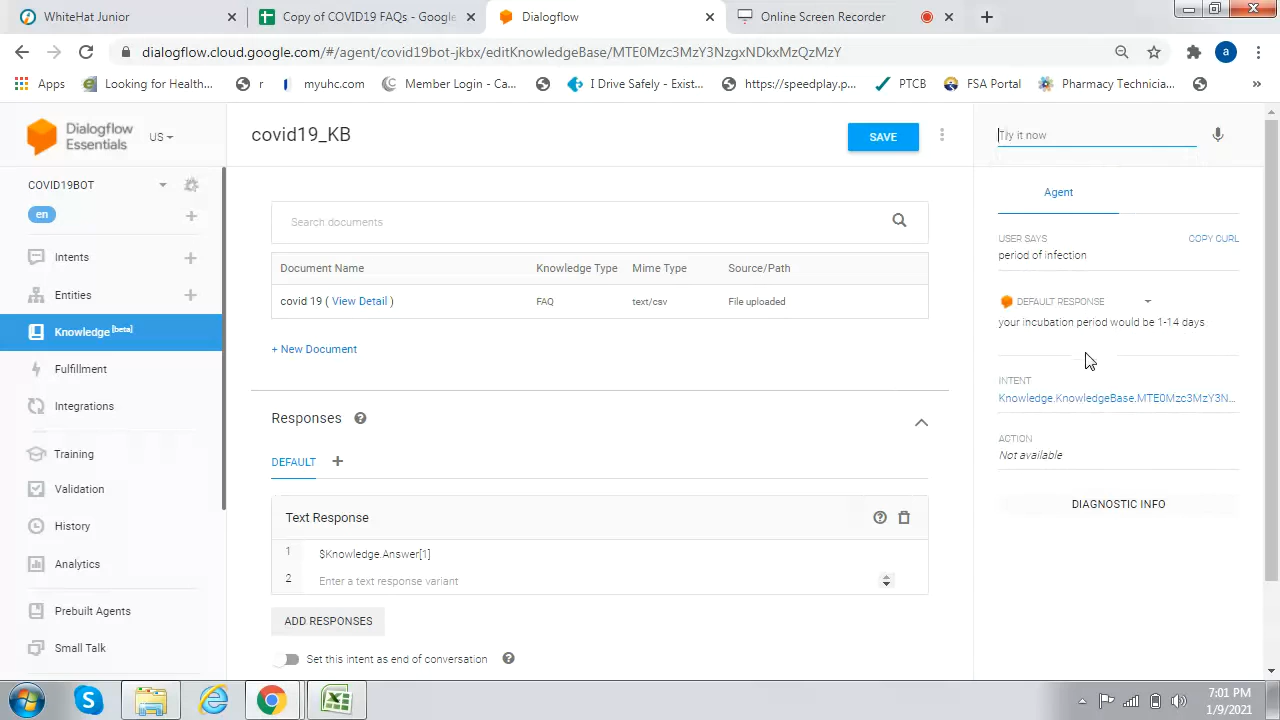 WhiteHat Junior
Copy of COVID19 FAQs - Google
Dialogflow
Online Screen Recorder
dialogflow.cloud.google.com/#/agent/covid19bot-jkbx/editKnowledgeBase/MTE0Mzc3MzY3NzgxNDkxMzQzMzY
a
Apps
Looking for Health...
r
myuhc.com
Member Login - Ca...
I Drive Safely - Exist...
https://speedplay.p...
PTCB
FSA Portal
Pharmacy Technicia...
»
Dialogflow
Essentials
US
covid19_KB
SAVE
Try it now
COVID19BOT
en
Intents
Entities
Knowledge [beta]
Fulfillment
Integrations
Training
Validation
History
Analytics
Prebuilt Agents
Small Talk
Search documents
Document Name Knowledge Type Mime Type Source/Path
covid 19 ( View Detail ) FAQ text/csv File uploaded
+ New Document
Responses
DEFAULT
Text Response
1 $Knowledge.Answer[1]
2 Enter a text response variant
ADD RESPONSES
Set this intent as end of conversation
Agent
USER SAYS COPY CURL
period of infection
DEFAULT RESPONSE
your incubation period would be 1-14 days
INTENT
Knowledge.KnowledgeBase.MTE0Mzc3MzY3N...
ACTION
Not available
DIAGNOSTIC INFO
7:01 PM
1/9/2021